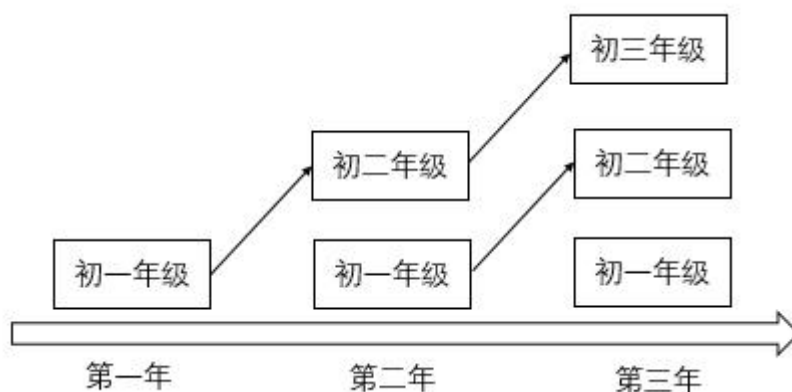 初三年级
初二年级
初二年级
初一年级
初一年级
初一年级
第一年
第二年
第三年